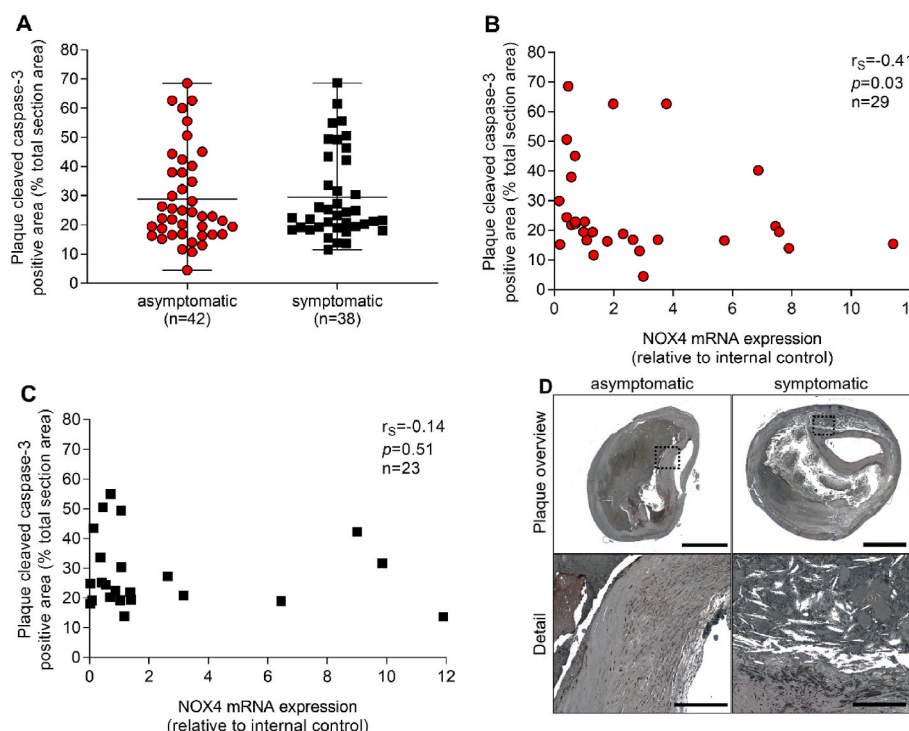 A
Plaque cleaved caspase-3
positive area (% total section area)
80
70
60
50
40
30
20
10
0
asymptomatic
(n=42)
symptomatic
(n=38)
B
Plaque cleaved caspase-3
positive area (% total section area)
80
70
60
50
40
30
20
10
0
rS=-0.41
p=0.03
n=29
0 2 4 6 8 10
NOX4 mRNA expression
(relative to internal control)
C
Plaque cleaved caspase-3
positive area (% total section area)
80
70
60
50
40
30
20
10
0
rS=-0.14
p=0.51
n=23
0 2 4 6 8 10 12
NOX4 mRNA expression
(relative to internal control)
D
asymptomatic symptomatic
Plaque overview
Detail